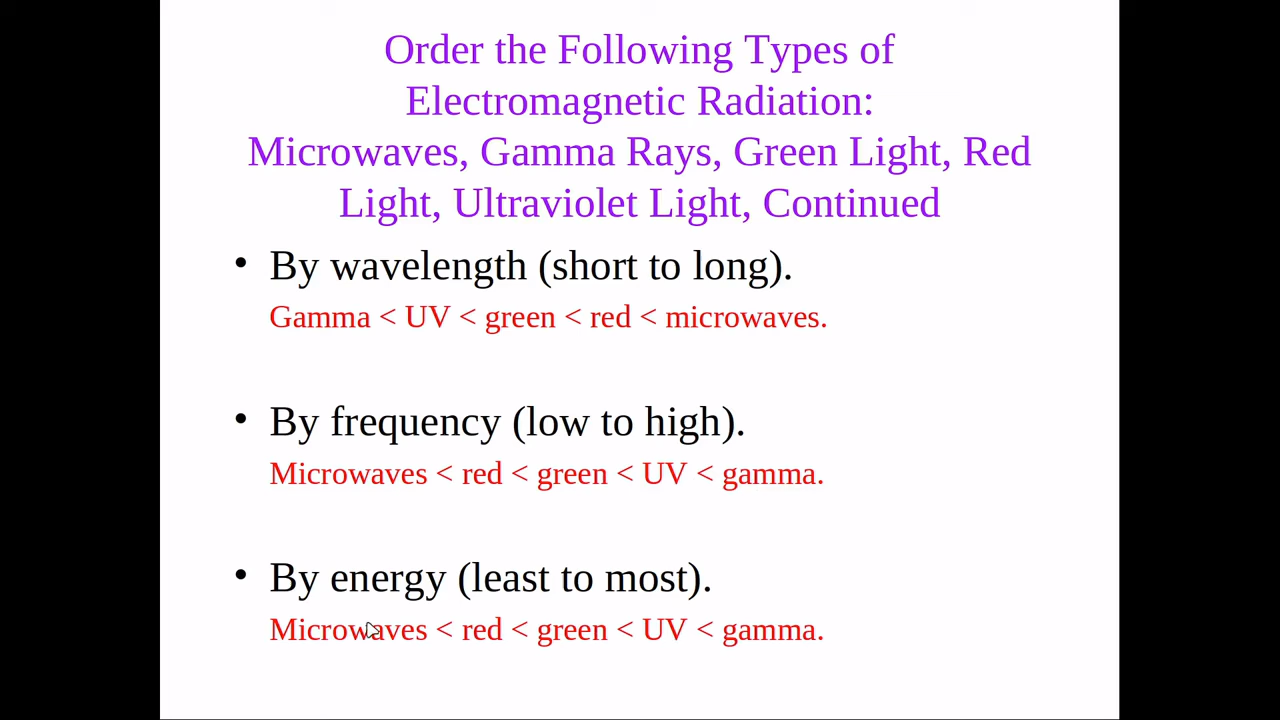 Order the Following Types of
Electromagnetic Radiation:
Microwaves, Gamma Rays, Green Light, Red
Light, Ultraviolet Light, Continued
• By wavelength (short to long).
Gamma < UV < green < red < microwaves.
• By frequency (low to high).
Microwaves < red < green < UV < gamma.
• By energy (least to most).
Microwaves < red < green < UV < gamma.